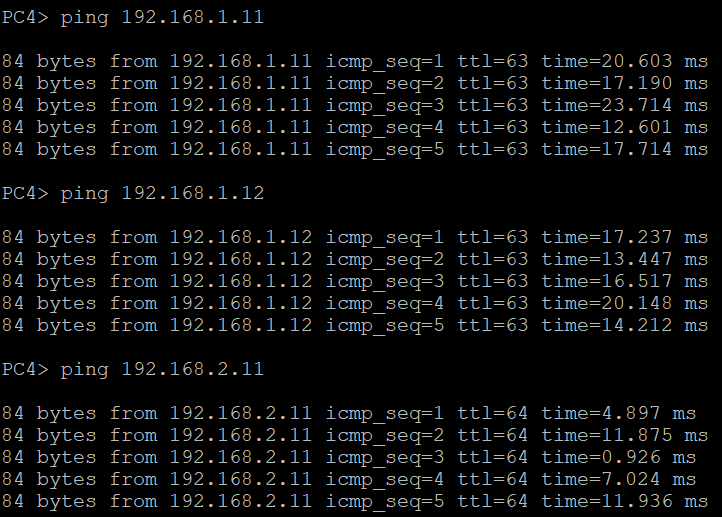 PC4> ping 192.168.1.11
84 bytes from 192.168.1.11 icmp_seq=1 ttl=63 time=20.603 ms
84 bytes from 192.168.1.11 icmp_seq=2 ttl=63 time=17.190 ms
84 bytes from 192.168.1.11 icmp_seq=3 ttl=63 time=23.714 ms
84 bytes from 192.168.1.11 icmp_seq=4 ttl=63 time=12.601 ms
84 bytes from 192.168.1.11 icmp_seq=5 ttl=63 time=17.714 ms
PC4> ping 192.168.1.12
84 bytes from 192.168.1.12 icmp_seq=1 ttl=63 time=17.237 ms
84 bytes from 192.168.1.12 icmp_seq=2 ttl=63 time=13.447 ms
84 bytes from 192.168.1.12 icmp_seq=3 ttl=63 time=16.517 ms
84 bytes from 192.168.1.12 icmp_seq=4 ttl=63 time=20.148 ms
84 bytes from 192.168.1.12 icmp_seq=5 ttl=63 time=14.212 ms
PC4> ping 192.168.2.11
84 bytes from 192.168.2.11 icmp_seq=1 ttl=64 time=4.897 ms
84 bytes from 192.168.2.11 icmp_seq=2 ttl=64 time=11.875 ms
84 bytes from 192.168.2.11 icmp_seq=3 ttl=64 time=0.926 ms
84 bytes from 192.168.2.11 icmp_seq=4 ttl=64 time=7.024 ms
84 bytes from 192.168.2.11 icmp_seq=5 ttl=64 time=11.936 ms